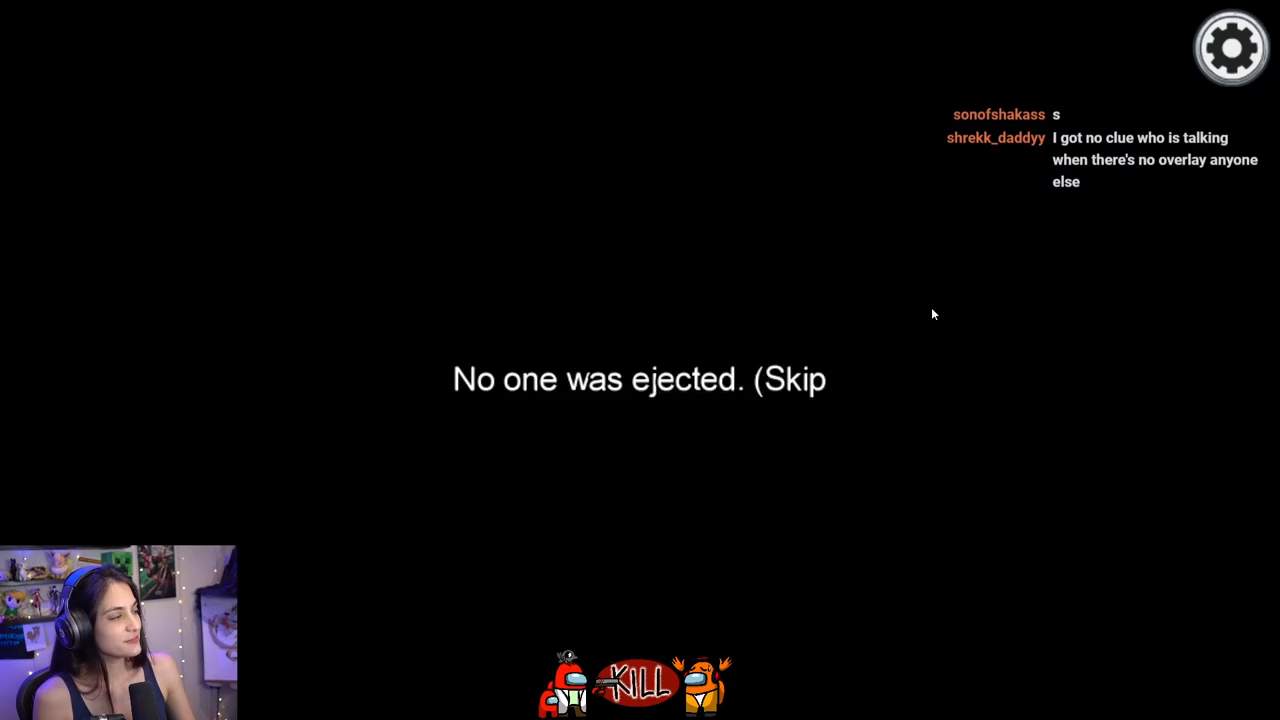 sonofshakass s
shrekk_daddyy I got no clue who is talking
when there's no overlay anyone
else
No one was ejected. (Skip
KILL